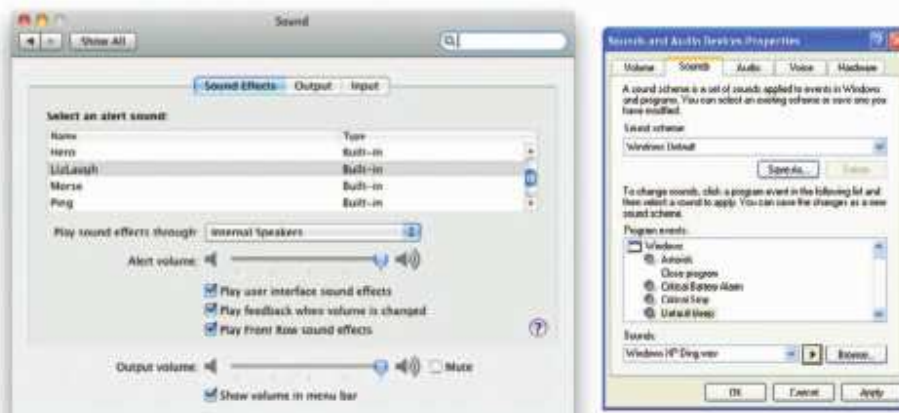 Sound
Show All
Sound Effects Output Input
Select an alert sound:
Name Type
Hero Built-in
LizLaugh Built-in
Morse Built-in
Ping Built-in
Play sound effects through: Internal Speakers
Alert volume:
Play user interface sound effects
Play feedback when volume is changed
Play Front Row sound effects
?
Output volume: Mute
Show volume in menu bar
Sounds and Audio Devices Properties
Volume Sounds Audio Voice Hardware
A sound scheme is a set of sounds applied to events in Windows
and programs. You can select an existing scheme or save one you
have modified.
Sound scheme:
Windows Default
Save As... Delete
To change sounds, click a program event in the following list and
then select a sound to apply. You can save the changes as a new
sound scheme.
Program events:
Windows
Asterisk
Close program
Critical Battery Alarm
Critical Stop
Default Beep
Sounds:
Windows XP Ding.wav Browse...
OK Cancel Apply